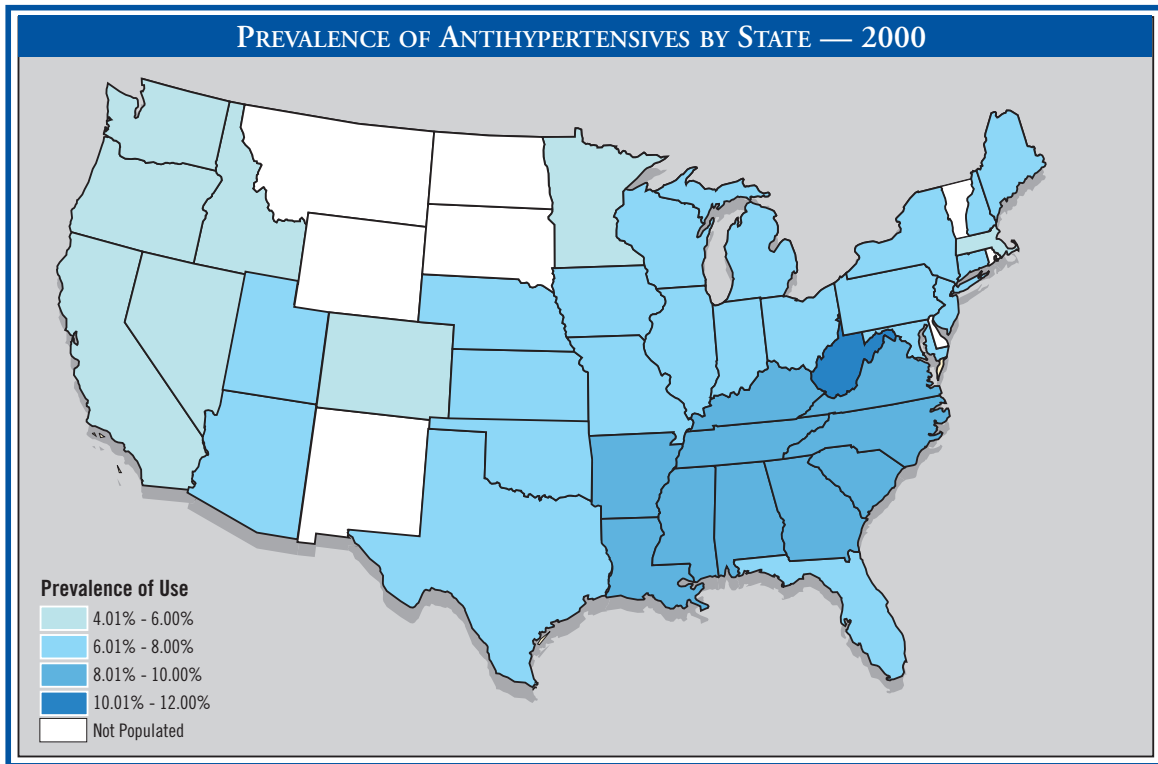 PREVALENCE OF ANTIHYPERTENSIVES BY STATE — 2000
Prevalence of Use
4.01% - 6.00%
6.01% - 8.00%
8.01% - 10.00%
10.01% - 12.00%
Not Populated